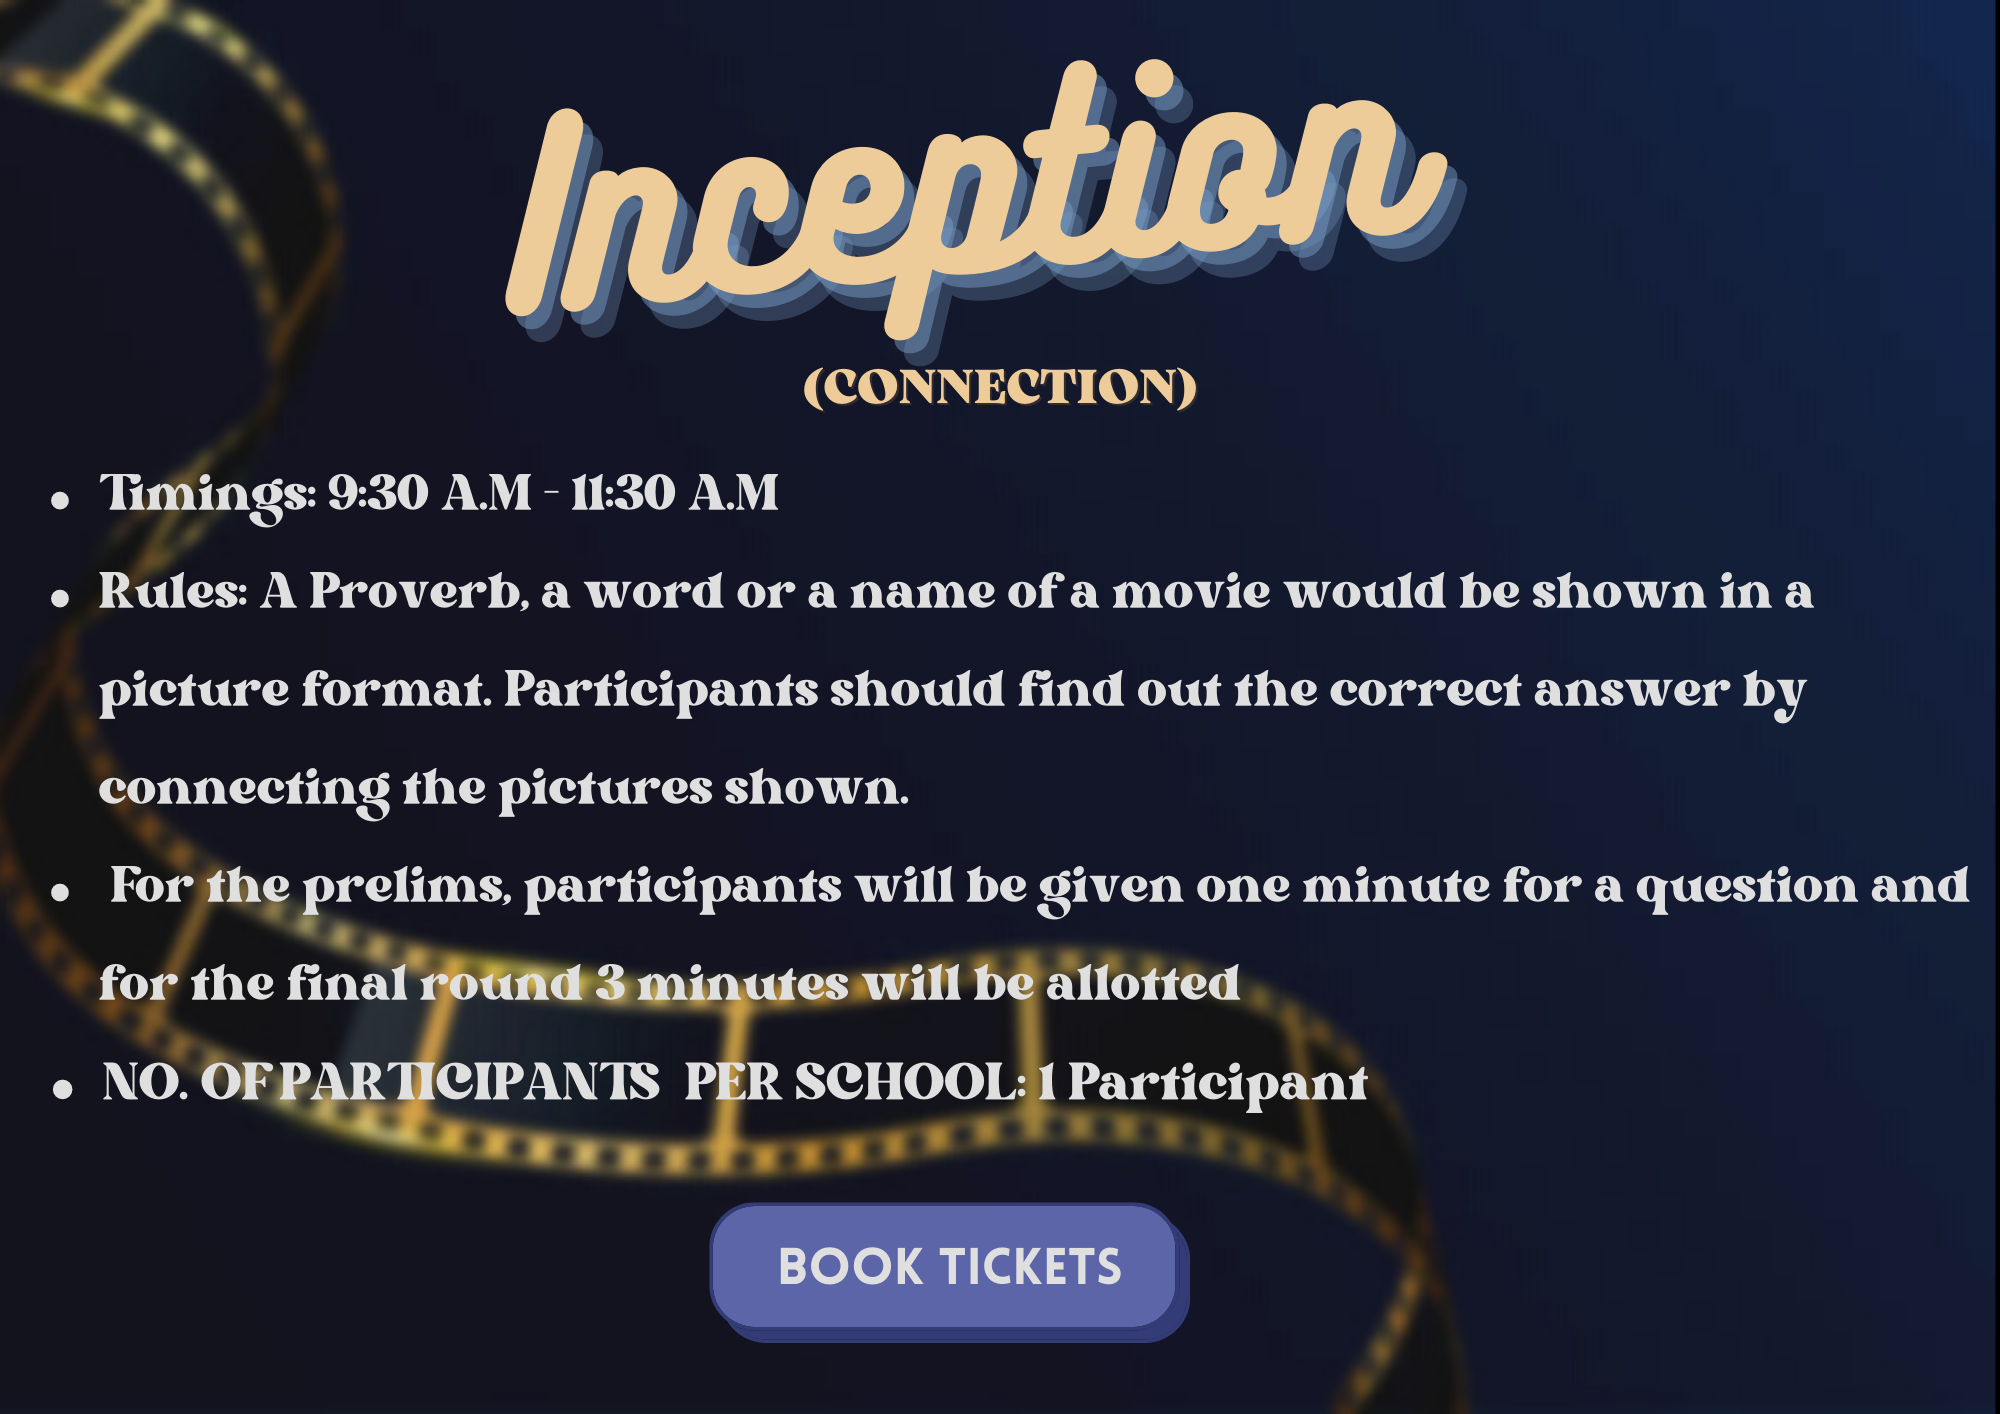 Inception
(CONNECTION)
• Timings: 9:30 A.M - 11:30 A.M
• Rules: A Proverb, a word or a name of a movie would be shown in a
picture format. Participants should find out the correct answer by
connecting the pictures shown.
• For the prelims, participants will be given one minute for a question and
for the final round 3 minutes will be allotted
• NO. OF PARTICIPANTS PER SCHOOL: 1 Participant
BOOK TICKETS